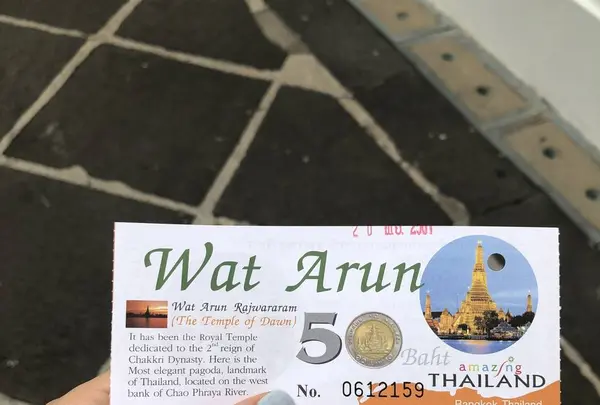 Wat Arun
Wat Arun Rajwararam
(The Temple of Dawn)
It has been the Royal Temple
dedicated to the 2nd reign of
Chakkri Dynasty. Here is the
Most elegant pagoda, landmark
of Thailand, located on the west
bank of Chao Phraya River.
5
Baht
No. 0612159
amazing
THAILAND
Bangkok Thailand